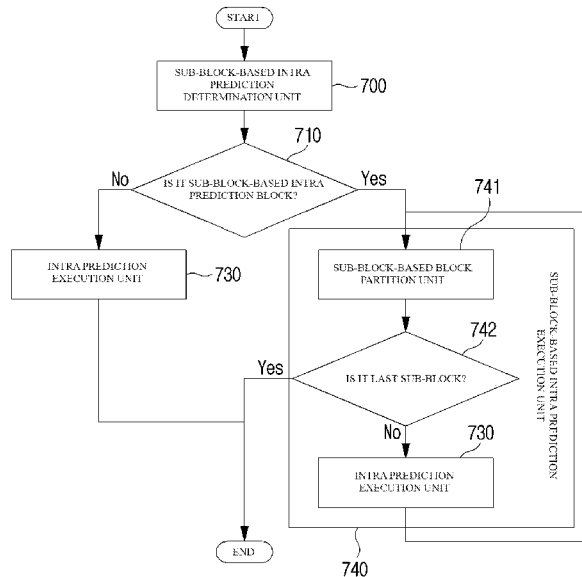 START
SUB-BLOCK-BASED INTRA
PREDICTION
DETERMINATION UNIT
700
710
IS IT SUB-BLOCK-BASED INTRA
PREDICTION BLOCK?
No
Yes
741
INTRA PREDICTION
EXECUTION UNIT
730
SUB-BLOCK-BASED BLOCK
PARTITION UNIT
742
Yes
IS IT LAST SUB-BLOCK?
No
730
INTRA PREDICTION
EXECUTION UNIT
SUB-BLOCK-BASED INTRA PREDICTION
EXECUTION UNIT
740
END